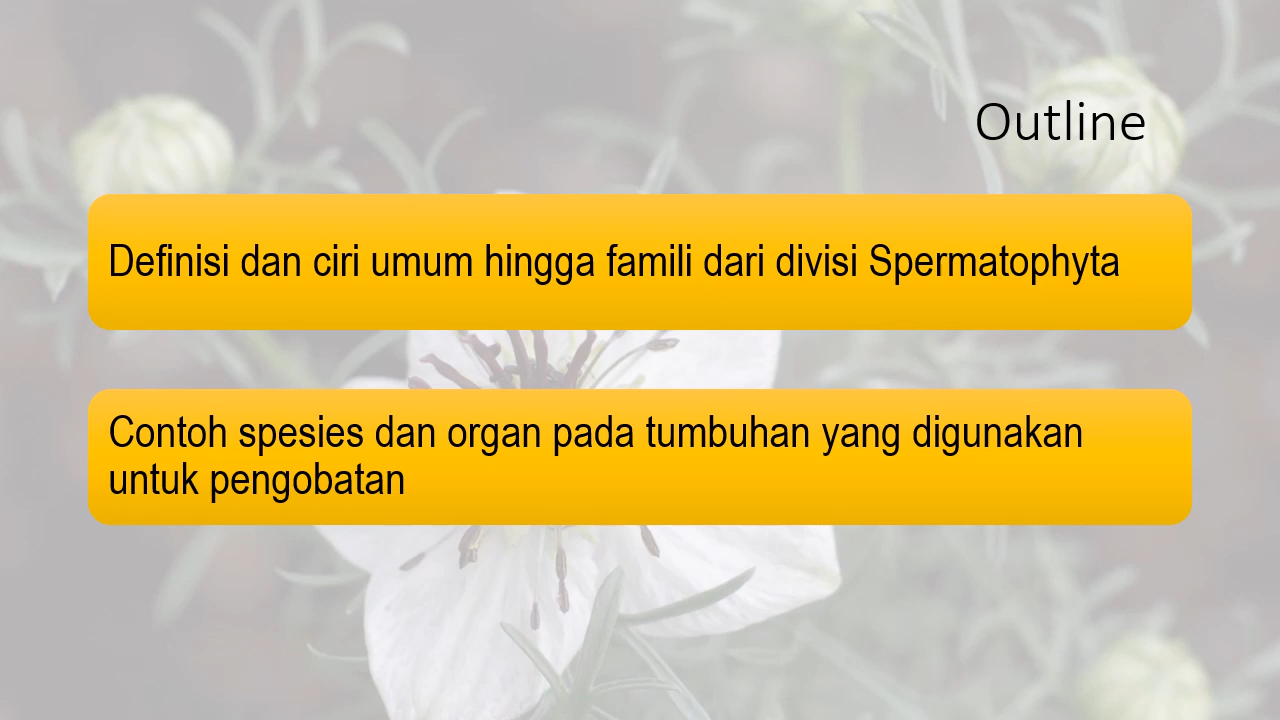 Outline
Definisi dan ciri umum hingga famili dari divisi Spermatophyta
Contoh spesies dan organ pada tumbuhan yang digunakan
untuk pengobatan